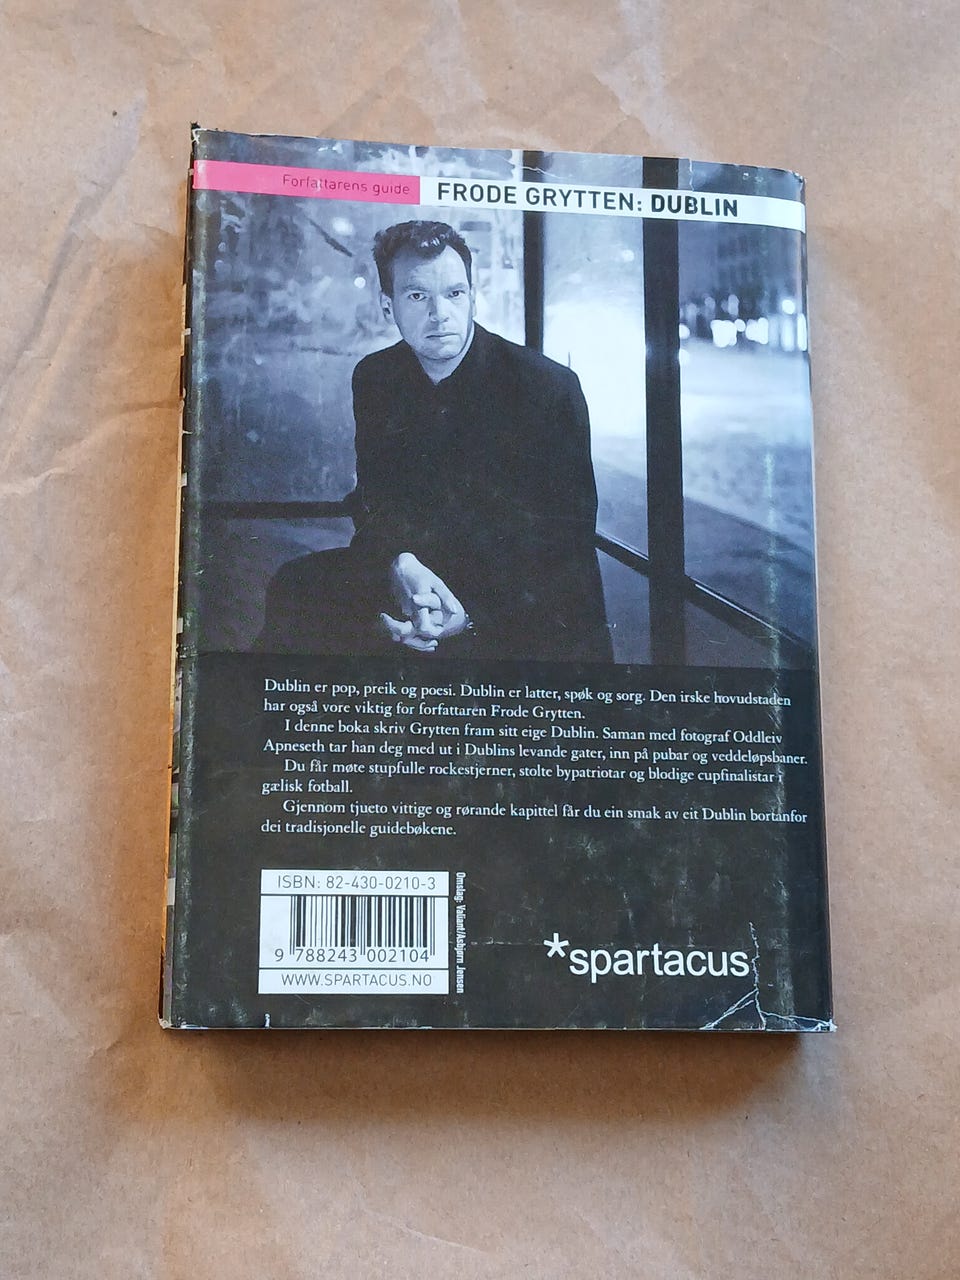 Forfattarens guide
FRODE GRYTTEN: DUBLIN
Dublin er pop, preik og poesi. Dublin er latter, spøk og sorg. Den irske hovudstaden
har også vore viktig for forfattaren Frode Grytten.
I denne boka skriv Grytten fram sitt eige Dublin. Saman med fotograf Oddleiv
Apneseth tar han deg med ut i Dublins levande gater, inn på pubar og veddeløpsbaner.
Du får møte stupfulle rockestjerner, stolte bypatriotar og blodige cupfinalistar i
gælisk fotball.
Gjennom tjueto vittige og rørande kapittel får du ein smak av eit Dublin bortanfor
dei tradisjonelle guidebøkene.
ISBN: 82-430-0210-3
9 788243 002104
WWW.SPARTACUS.NO
Omslag: Valiant/Asbjørn Jensen
*spartacus